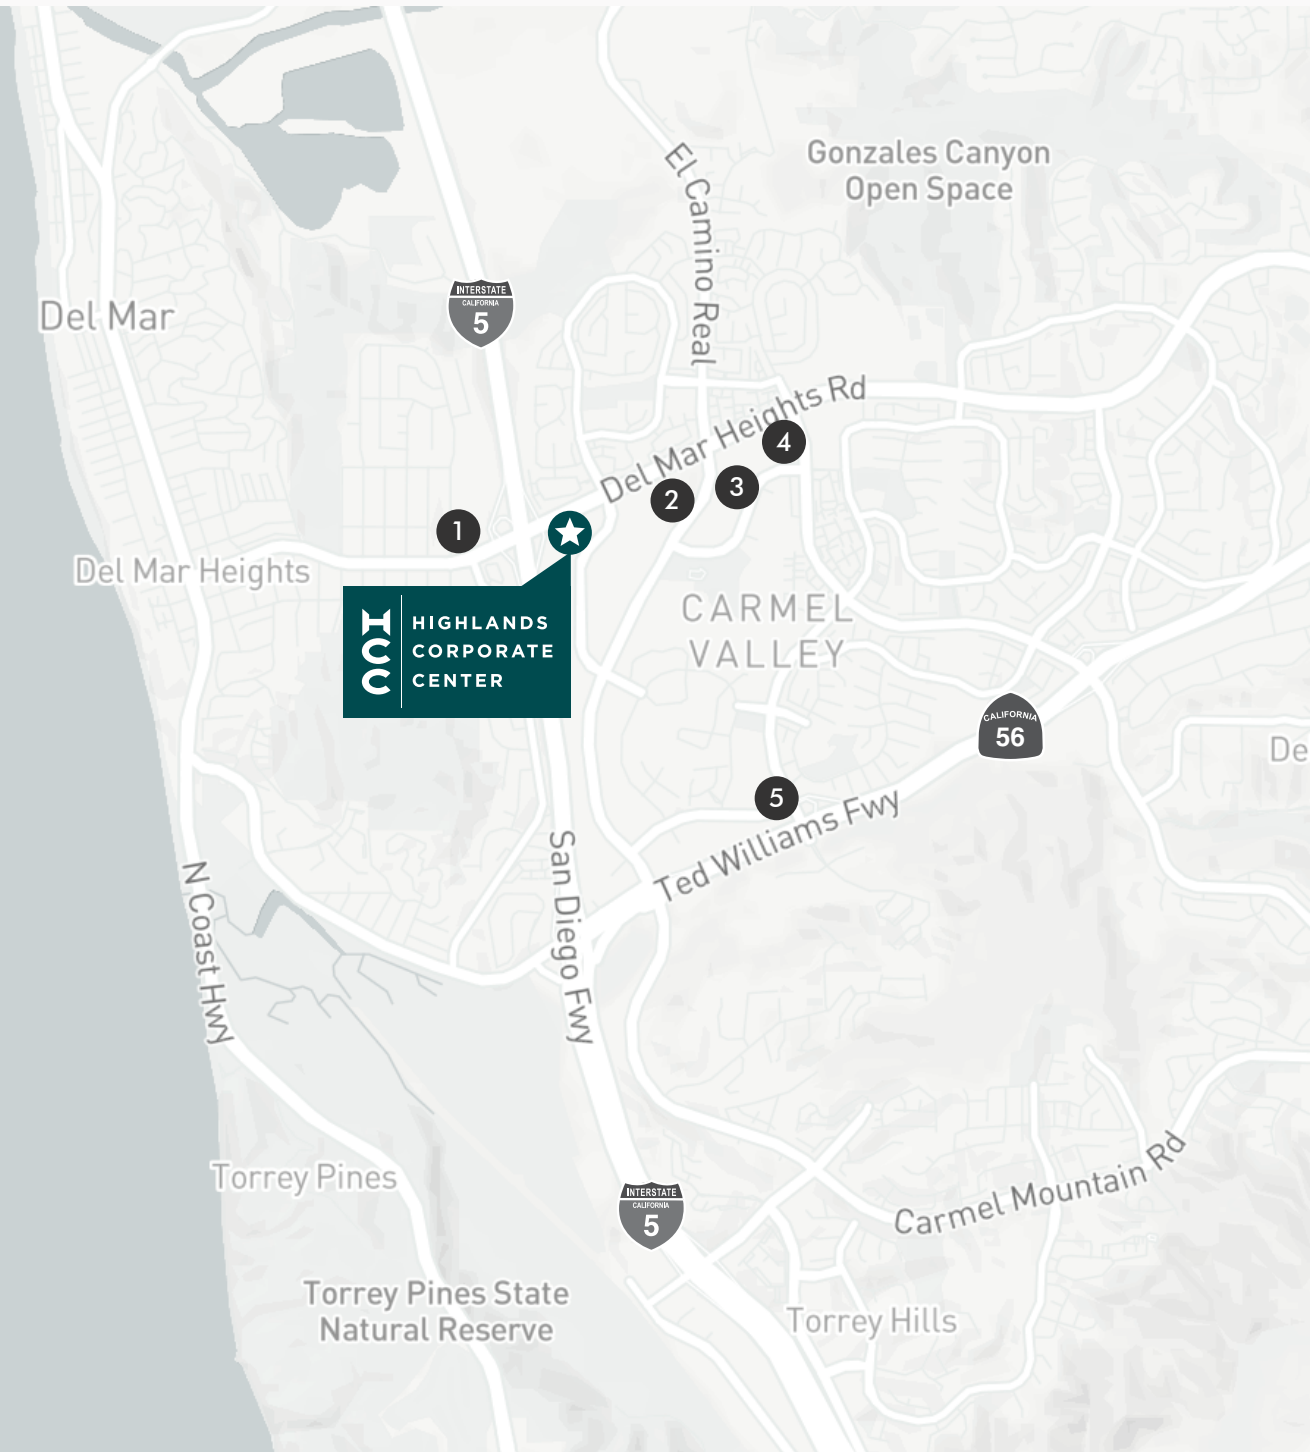 Gonzales Canyon
Open Space
El Camino Real
INTERSTATE
CALIFORNIA
5
Del Mar
Del Mar Heights Rd
4
3
2
1
Del Mar Heights
HCC
HIGHLANDS
CORPORATE
CENTER
CARMEL
VALLEY
CALIFORNIA
56
De
5
Ted Williams Fwy
San Diego Fwy
N Coast Hwy
Carmel Mountain Rd
Torrey Pines
INTERSTATE
CALIFORNIA
5
Torrey Pines State
Natural Reserve
Torrey Hills